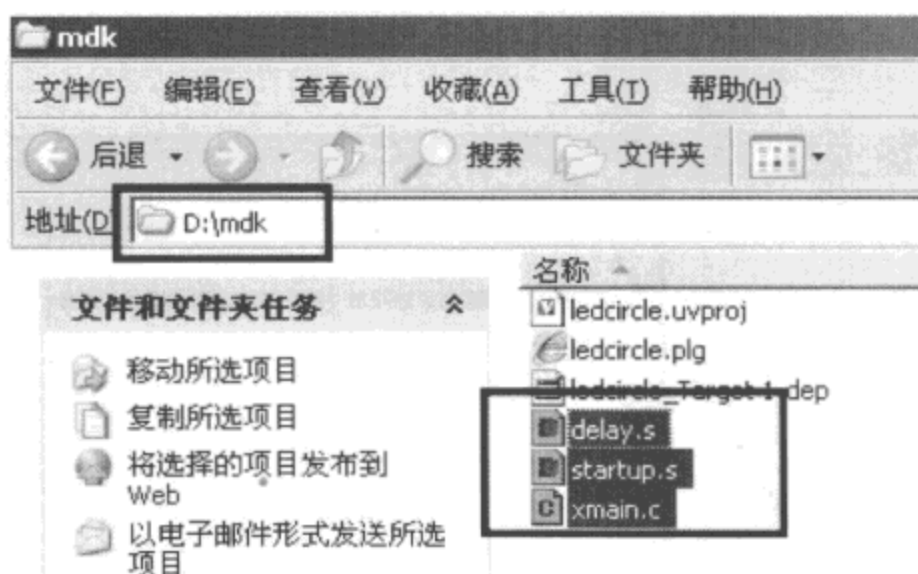 mdk
文件(F) 编辑(E) 查看(V) 收藏(A) 工具(T) 帮助(H)
后退 搜索 文件夹
地址(D D:\mdk
名称
文件和文件夹任务
ledcircle.uvproj
ledcircle.plg
移动所选项目
ledcircle_Target 1.dep
复制所选项目
delay.s
将选择的项目发布到
Web
startup.s
xmain.c
以电子邮件形式发送所选
项目